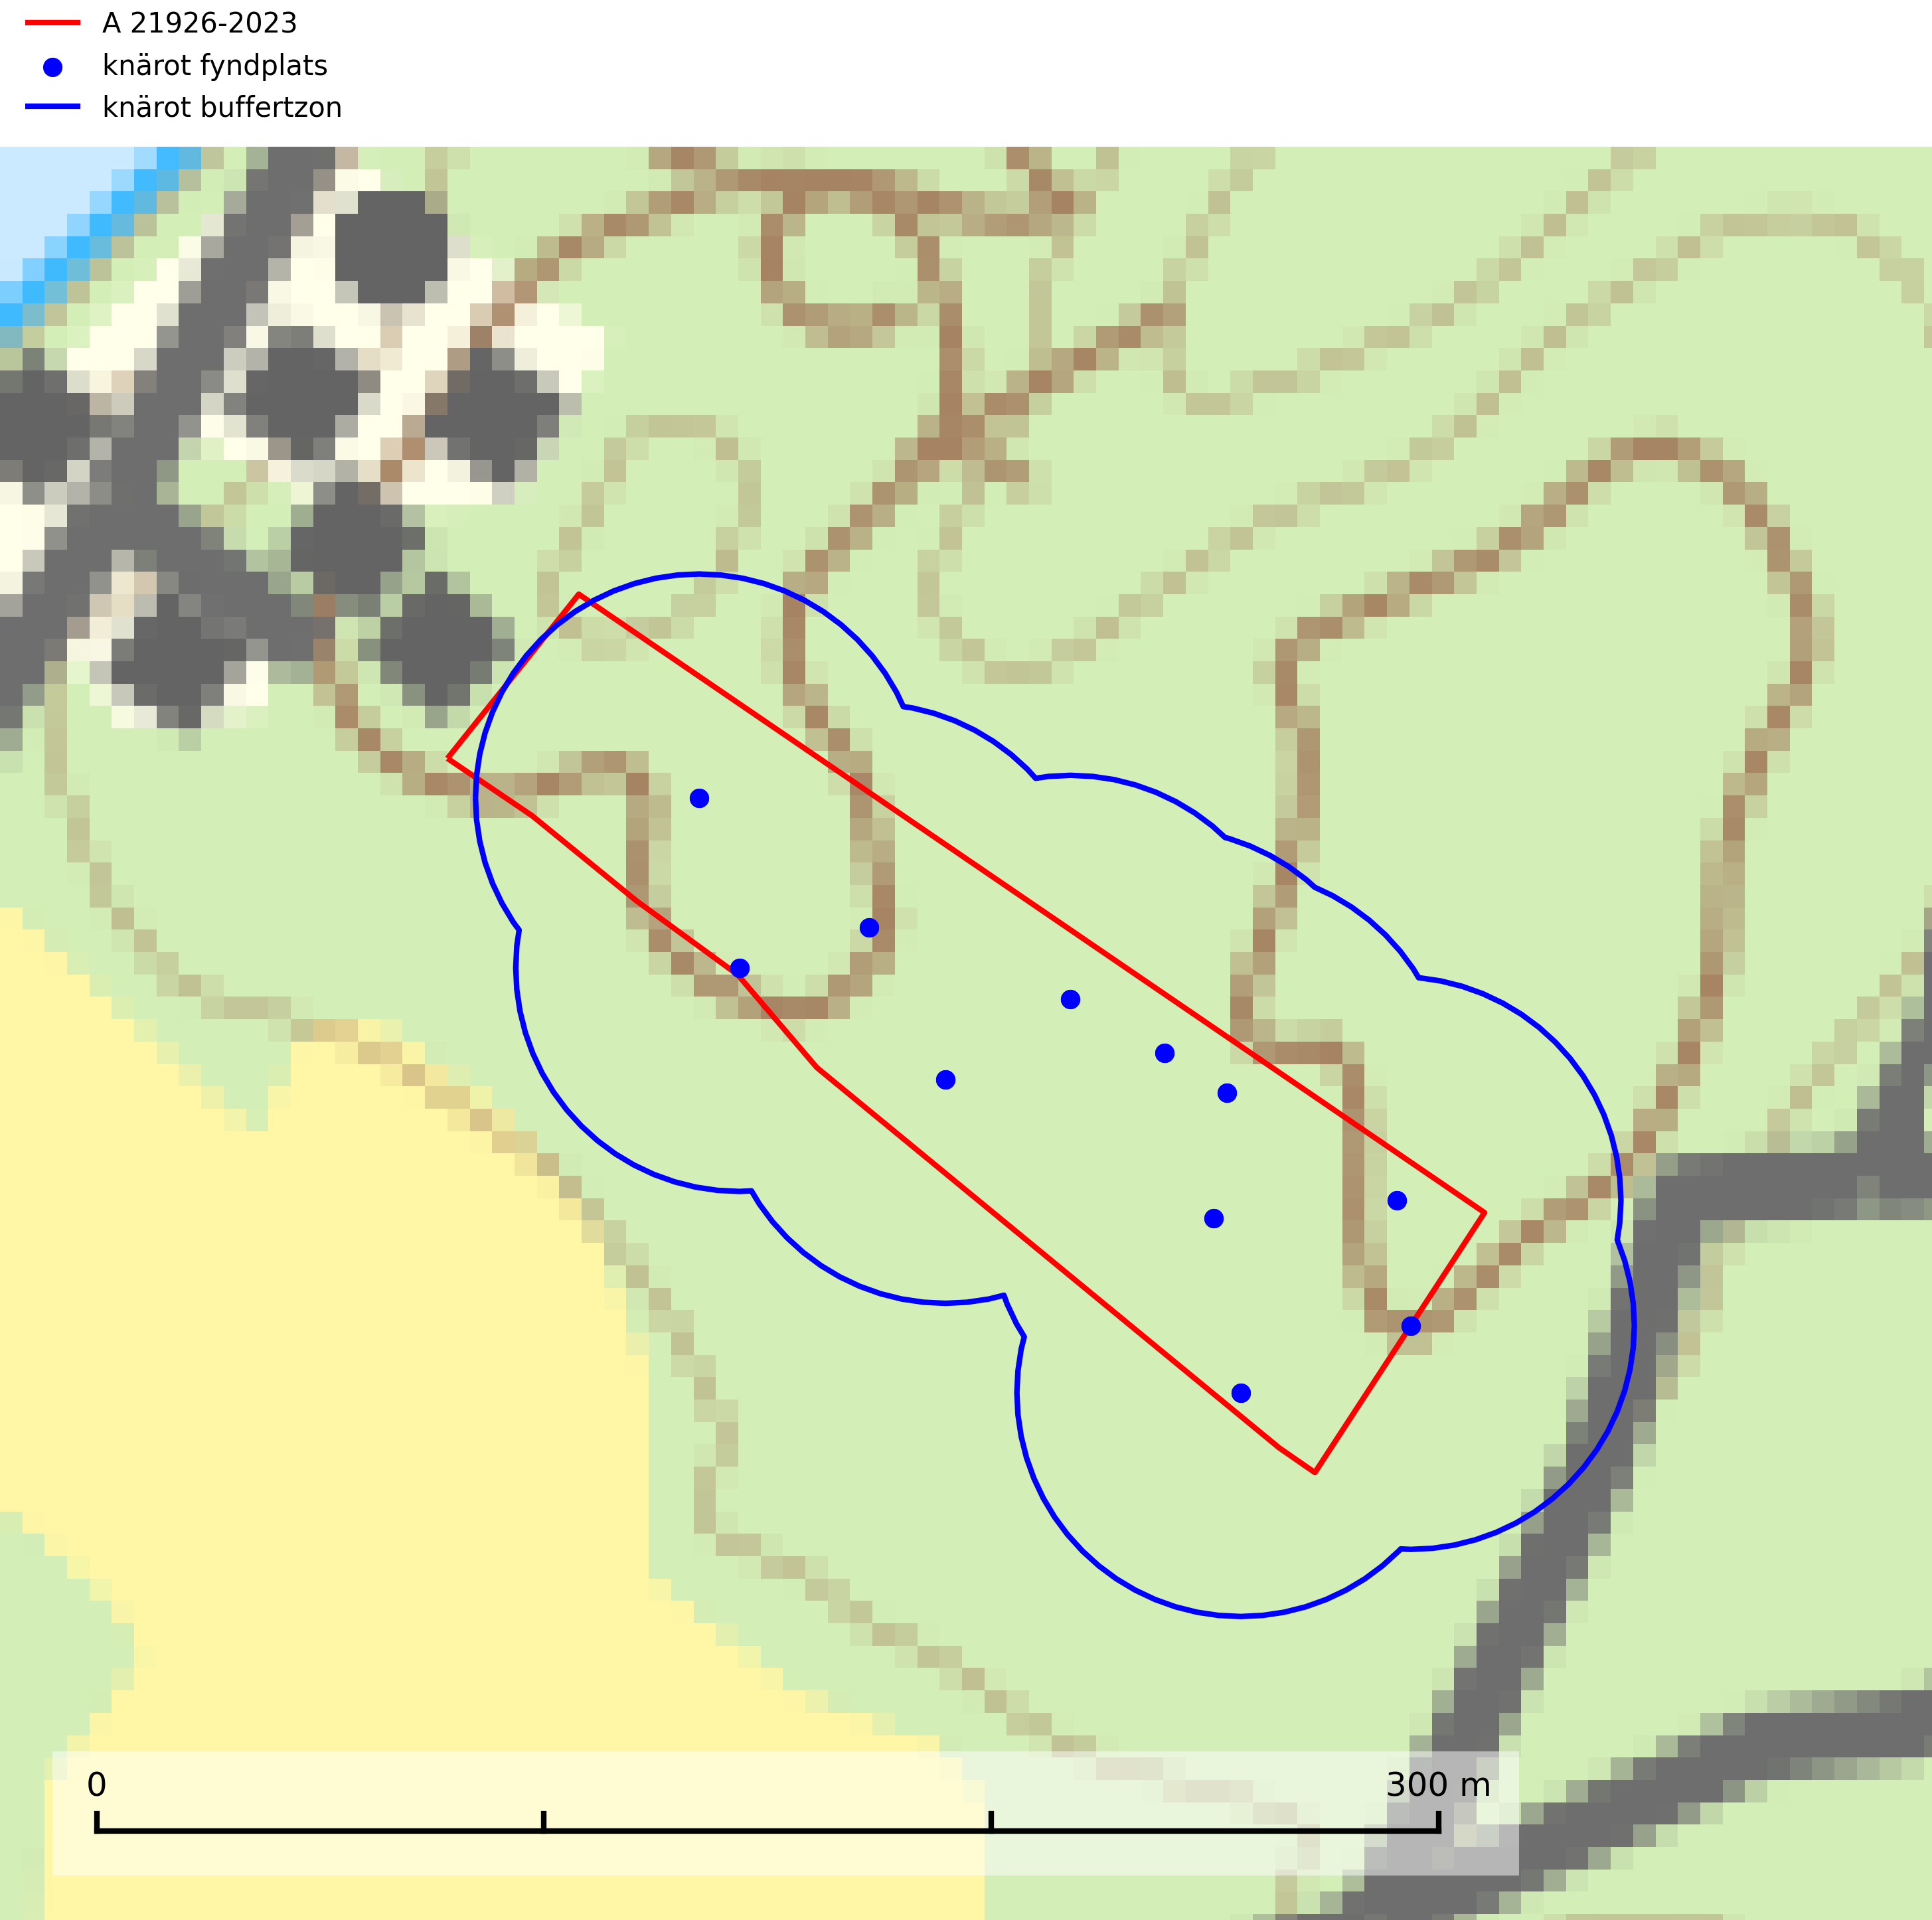 A 21926-2023
knärot fyndplats
knärot buffertzon
0 300 m